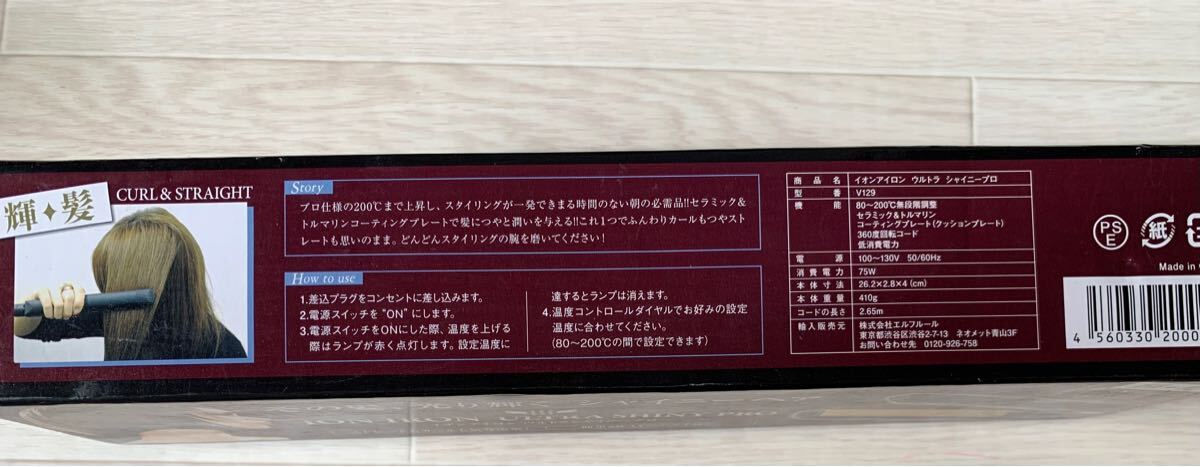 輝✦髪
CURL & STRAIGHT
Story
プロ仕様の200℃まで上昇し、スタイリングが一発できまる時間のない朝の必需品!!セラミック&
トルマリンコーティングプレートで髪につやと潤いを与える!!これ1つでふんわりカールもつやスト
レートも思いのまま。どんどんスタイリングの腕を磨いてください!
How to use
1.差込プラグをコンセントに差し込みます。
2.電源スイッチを "ON" にします。
3.電源スイッチをONにした際、温度を上げる
際はランプが赤く点灯します。設定温度に
達するとランプは消えます。
4.温度コントロールダイヤルでお好みの設定
温度に合わせてください。
(80〜200℃の間で設定できます)
商品名 イオンアイロン ウルトラ シャイニープロ
型番 V129
機能 80〜200℃無段階調整
セラミック&トルマリン
コーティングプレート(クッションプレート)
360度回転コード
低消費電力
電源 100〜130V 50/60Hz
消費電力 75W
本体寸法 26.2×2.8×4(cm)
本体重量 410g
コードの長さ 2.65m
輸入販売元 株式会社エルフルール
東京都渋谷区渋谷2-7-13 ネオメット青山3F
お問い合わせ先 0120-926-758
PS
E
紙
Made in
4 560330 2000
ULTRA SHINY PRO